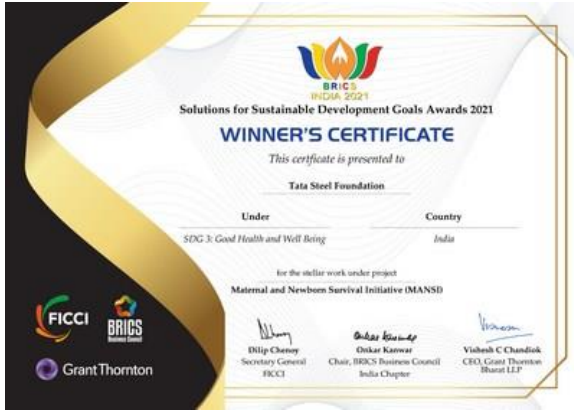 BRICS
INDIA 2021
Solutions for Sustainable Development Goals Awards 2021
WINNER'S CERTIFICATE
This certficate is presented to
Tata Steel Foundation
Under
Country
SDG 3: Good Health and Well Being
India
for the stellar work under project
Maternal and Newborn Survival Initiative (MANSI)
Dilip Chenoy
Secretary General
FICCI
Onkar Kanwar
Chair, BRICS Business Council
India Chapter
Vishesh C Chandiok
CEO, Grant Thornton
Bharat LLP
FICCI
BRICS
Business Council
Grant Thornton